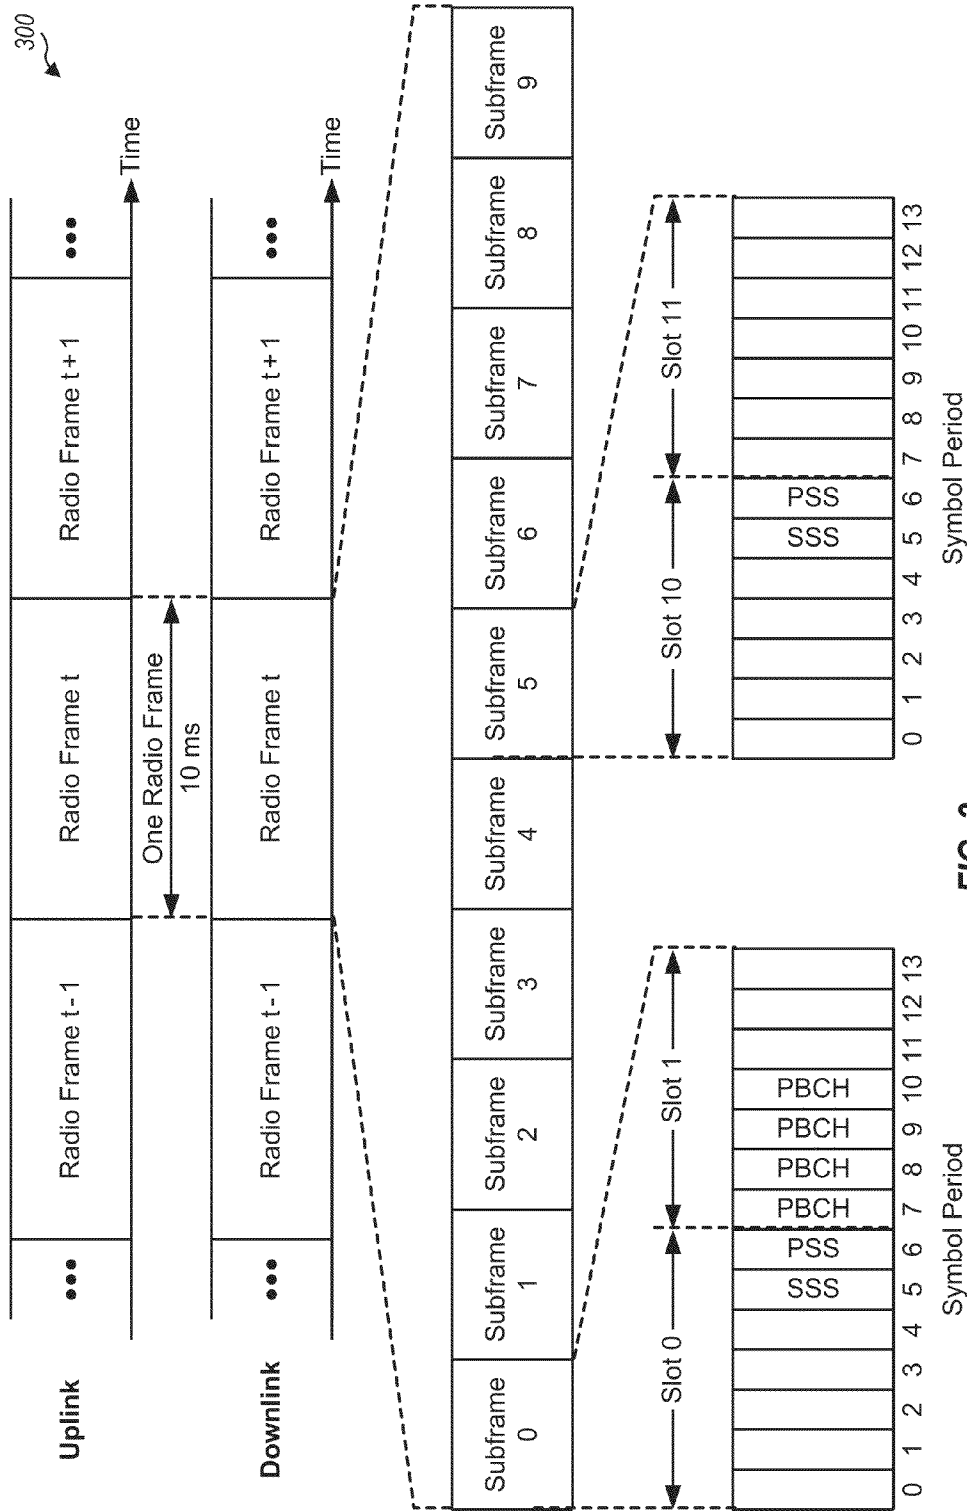 300
Uplink
Radio Frame t-1
Radio Frame t
Radio Frame t+1
Time
One Radio Frame
10 ms
Downlink
Radio Frame t-1
Radio Frame t
Radio Frame t+1
Time
Subframe 0
Subframe 1
Subframe 2
Subframe 3
Subframe 4
Subframe 5
Subframe 6
Subframe 7
Subframe 8
Subframe 9
Slot 0
Slot 1
SSS
PSS
PBCH
PBCH
PBCH
PBCH
0 1 2 3 4 5 6 7 8 9 10 11 12 13
Symbol Period
Slot 10
Slot 11
SSS
PSS
0 1 2 3 4 5 6 7 8 9 10 11 12 13
Symbol Period